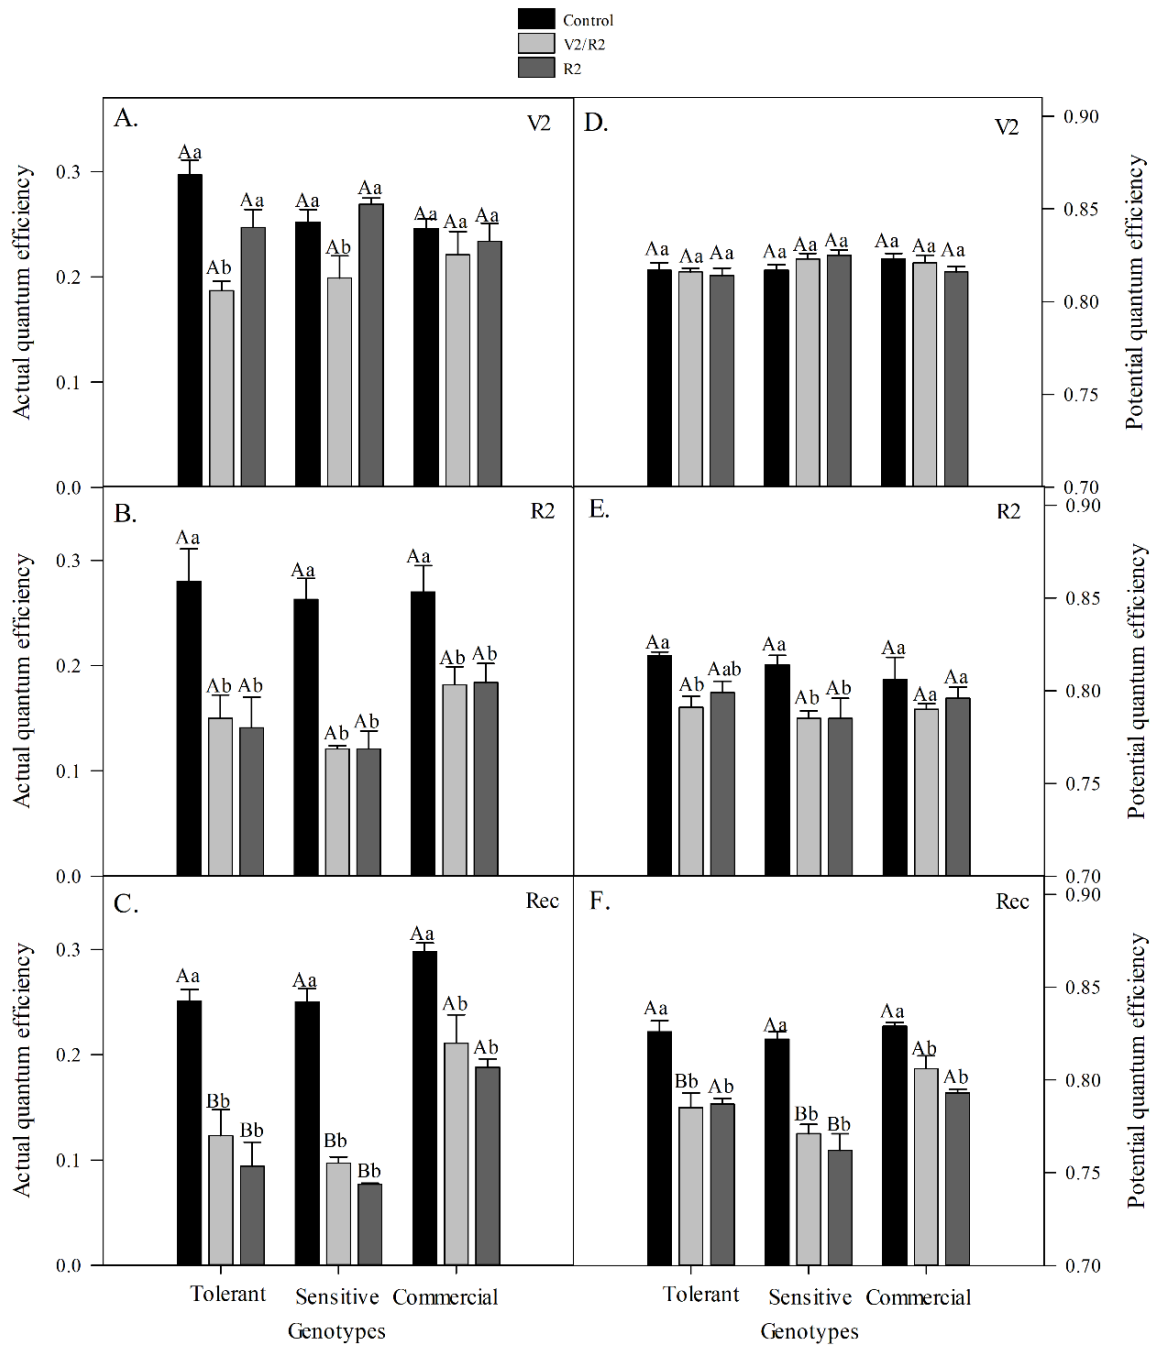 Control
V2/R2
R2
A.
V2
Actual quantum efficiency
0.3
0.2
0.1
0.0
Aa
Ab
Aa
Aa
Ab
Aa
Aa
Aa
Aa
D.
V2
Potential quantum efficiency
0.90
0.85
0.80
0.75
0.70
Aa
Aa
Aa
Aa
Aa
Aa
Aa
Aa
Aa
B.
R2
Actual quantum efficiency
0.3
0.2
0.1
0.0
Aa
Ab
Ab
Aa
Ab
Ab
Aa
Ab
Ab
E.
R2
Potential quantum efficiency
0.90
0.85
0.80
0.75
0.70
Aa
Ab
Aab
Aa
Ab
Ab
Aa
Aa
Aa
C.
Rec
Actual quantum efficiency
0.3
0.2
0.1
0.0
Aa
Bb
Bb
Aa
Bb
Bb
Aa
Ab
Ab
Tolerant
Sensitive
Commercial
Genotypes
F.
Rec
Potential quantum efficiency
0.90
0.85
0.80
0.75
0.70
Aa
Bb
Ab
Aa
Bb
Bb
Aa
Ab
Ab
Tolerant
Sensitive
Commercial
Genotypes